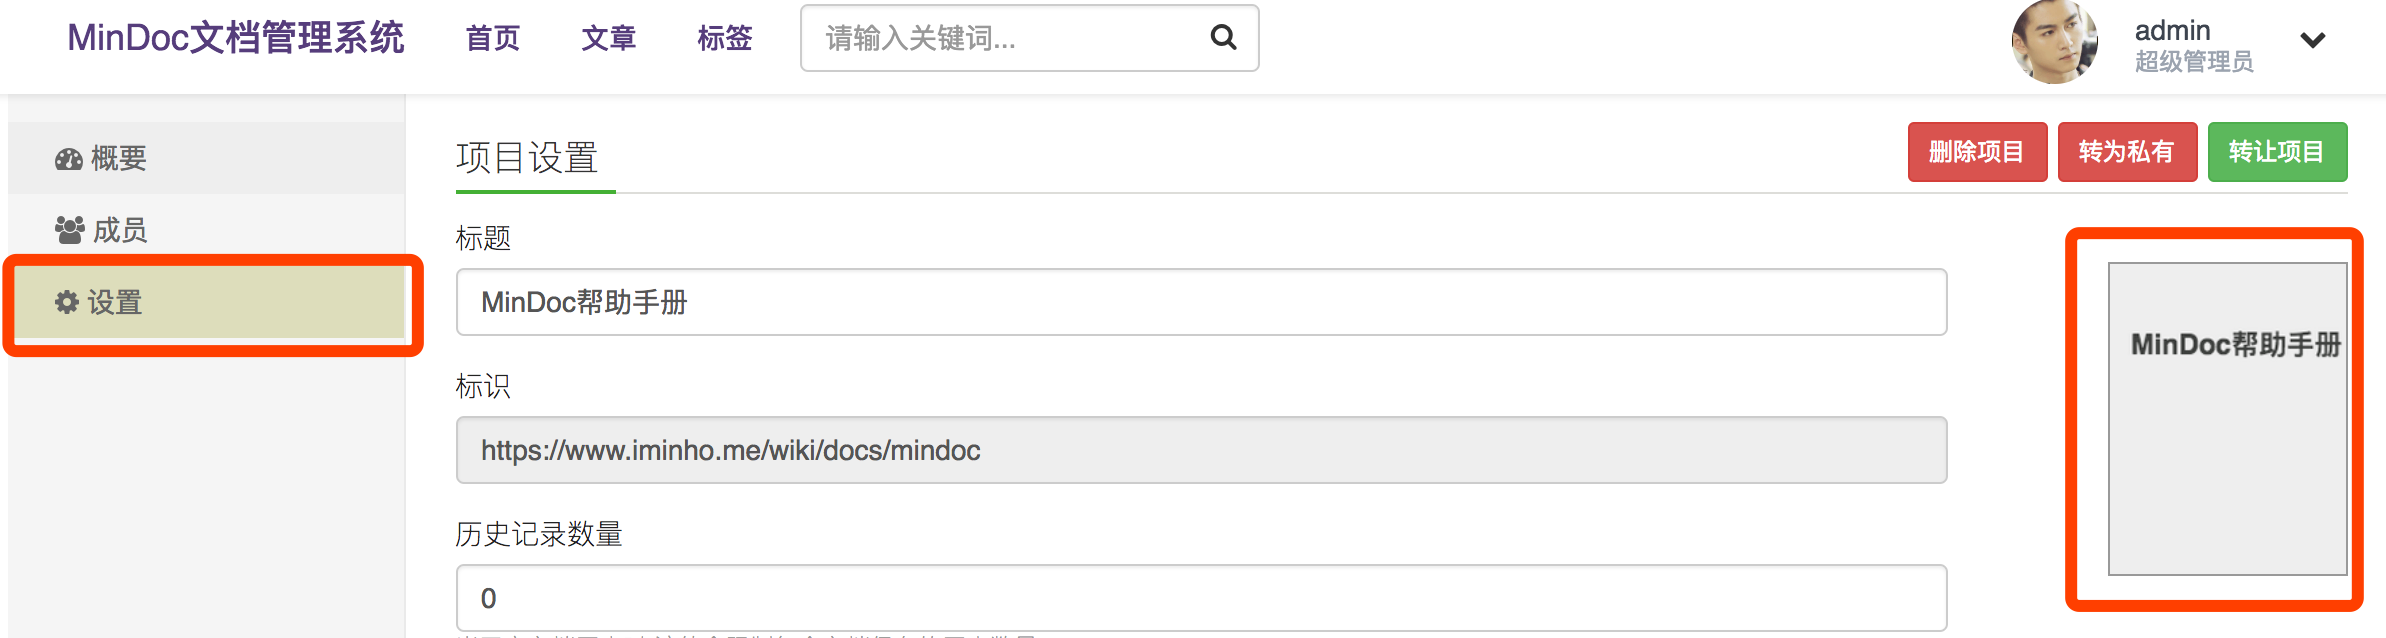 MinDoc文档管理系统 首页 文章 标签 请输入关键词... admin
超级管理员
概要
成员
设置
项目设置 删除项目 转为私有 转让项目
标题
MinDoc帮助手册
标识
https://www.iminho.me/wiki/docs/mindoc
历史记录数量
0
MinDoc帮助手册